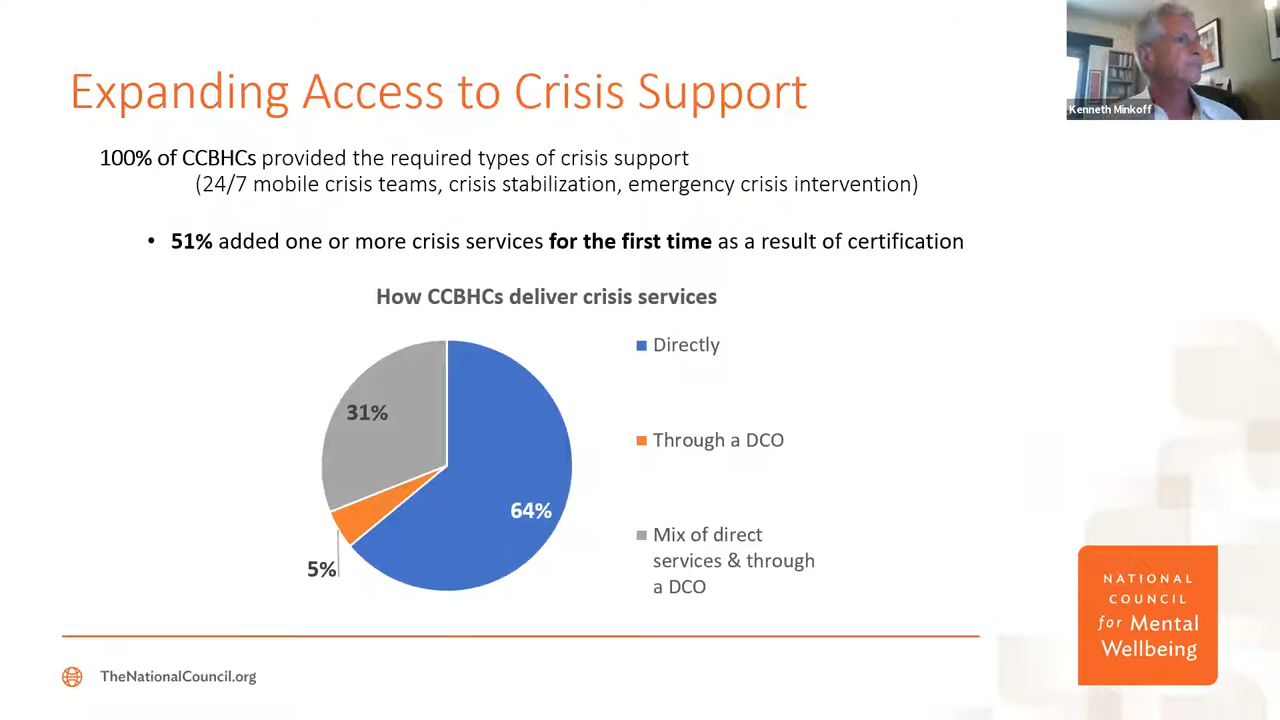 Expanding Access to Crisis Support
Kenneth Minkoff
100% of CCBHCs provided the required types of crisis support
(24/7 mobile crisis teams, crisis stabilization, emergency crisis intervention)
• 51% added one or more crisis services for the first time as a result of certification
How CCBHCs deliver crisis services
31%
64%
5%
Directly
Through a DCO
Mix of direct
services & through
a DCO
NATIONAL
COUNCIL
for Mental
Wellbeing
TheNationalCouncil.org